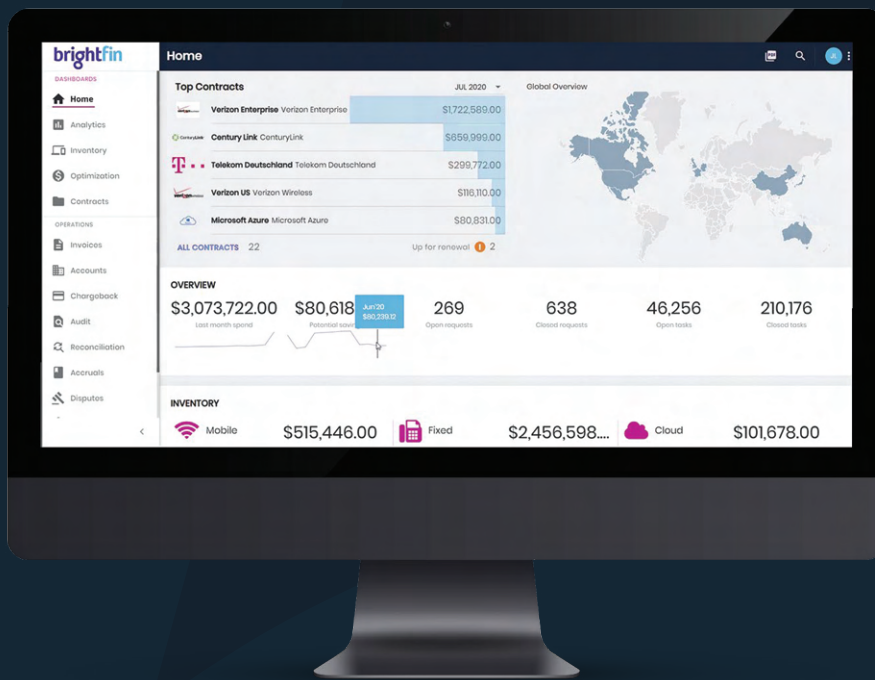 brightfin
Home
DASHBOARDS
Home
Analytics
Inventory
Optimization
Contracts
OPERATIONS
Invoices
Accounts
Chargeback
Audit
Reconciliation
Accruals
Disputes
Top Contracts JUL 2020
Verizon Enterprise Verizon Enterprise $1,722,589.00
Century Link CenturyLink $659,999.00
Telekom Deutschland Telekom Deutschland $299,772.00
Verizon US Verizon Wireless $116,110.00
Microsoft Azure Microsoft Azure $80,831.00
ALL CONTRACTS 22 Up for renewal 2
Global Overview
OVERVIEW
$3,073,722.00 $80,618 269 638 46,256 210,176
Jun'20
$80,239.12
Last month spend Potential sav Open requests Closed requests Open tasks Closed tasks
INVENTORY
Mobile $515,446.00 Fixed $2,456,598.... Cloud $101,678.00